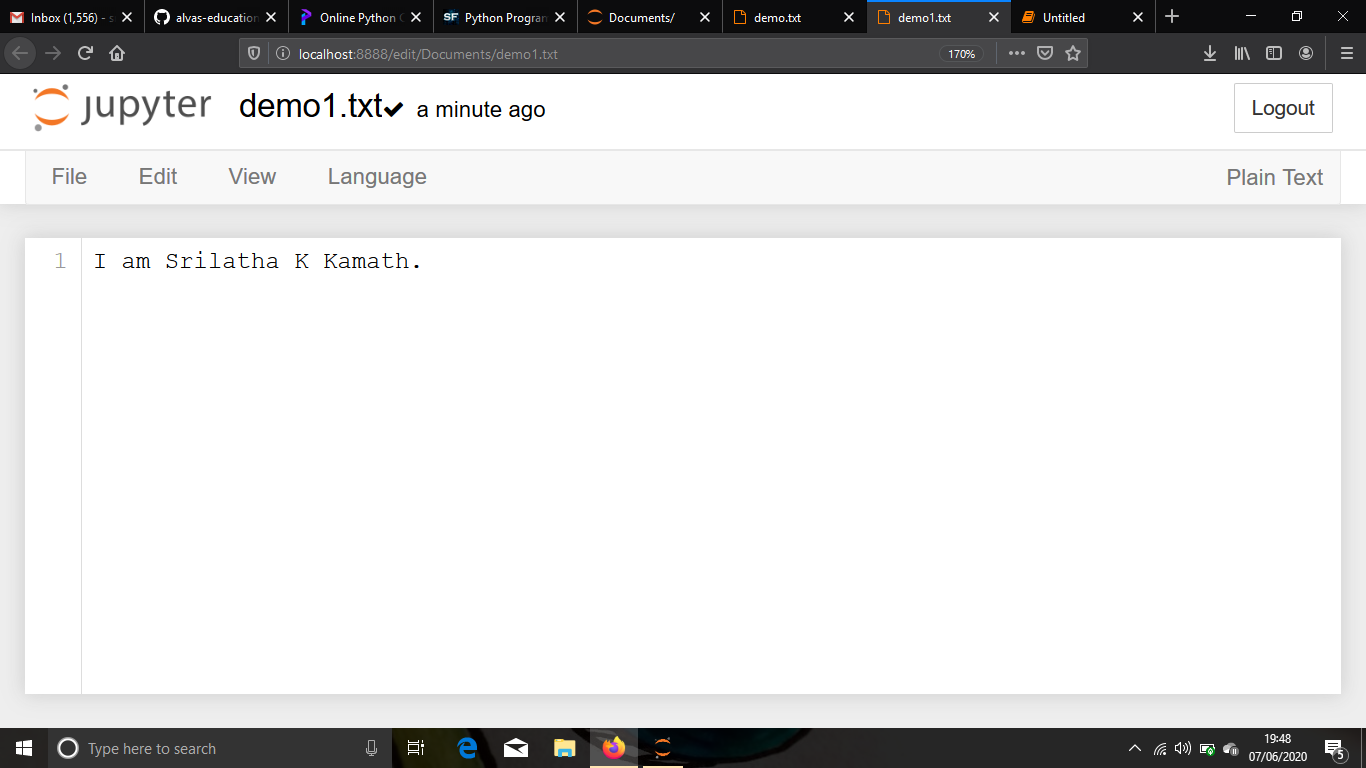 Inbox (1,556) - s
alvas-education
Online Python C
SF Python Program
Documents/
demo.txt
demo1.txt
Untitled
localhost:8888/edit/Documents/demo1.txt
170%
jupyter demo1.txt a minute ago
Logout
File Edit View Language
Plain Text
1 I am Srilatha K Kamath.
Type here to search
19:48
07/06/2020
5